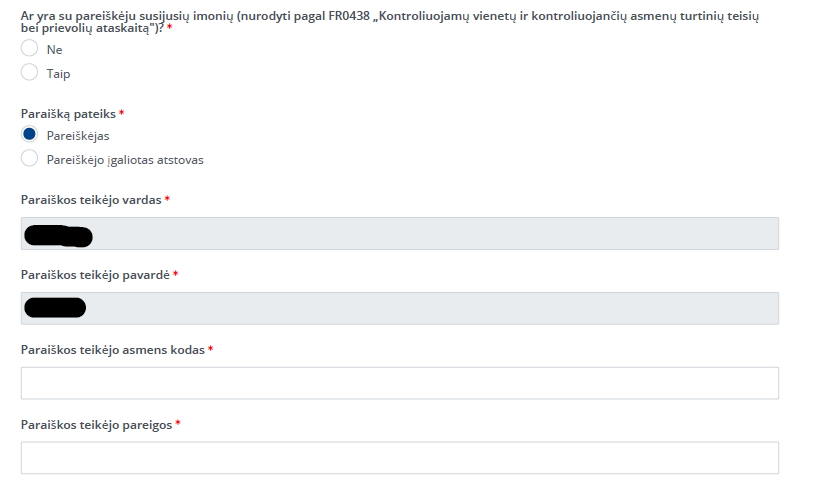 Ar yra su pareiškėju susijusių imonių (nurodyti pagal FR0438 „Kontroliuojamų vienetų ir kontroliuojančių asmenų turtinių teisių
bei prievolių ataskaitą")? *
Ne
Taip
Paraišką pateiks *
Pareiškėjas
Pareiškėjo įgaliotas atstovas
Paraiškos teikėjo vardas *
Paraiškos teikėjo pavardė *
Paraiškos teikėjo asmens kodas *
Paraiškos teikėjo pareigos *